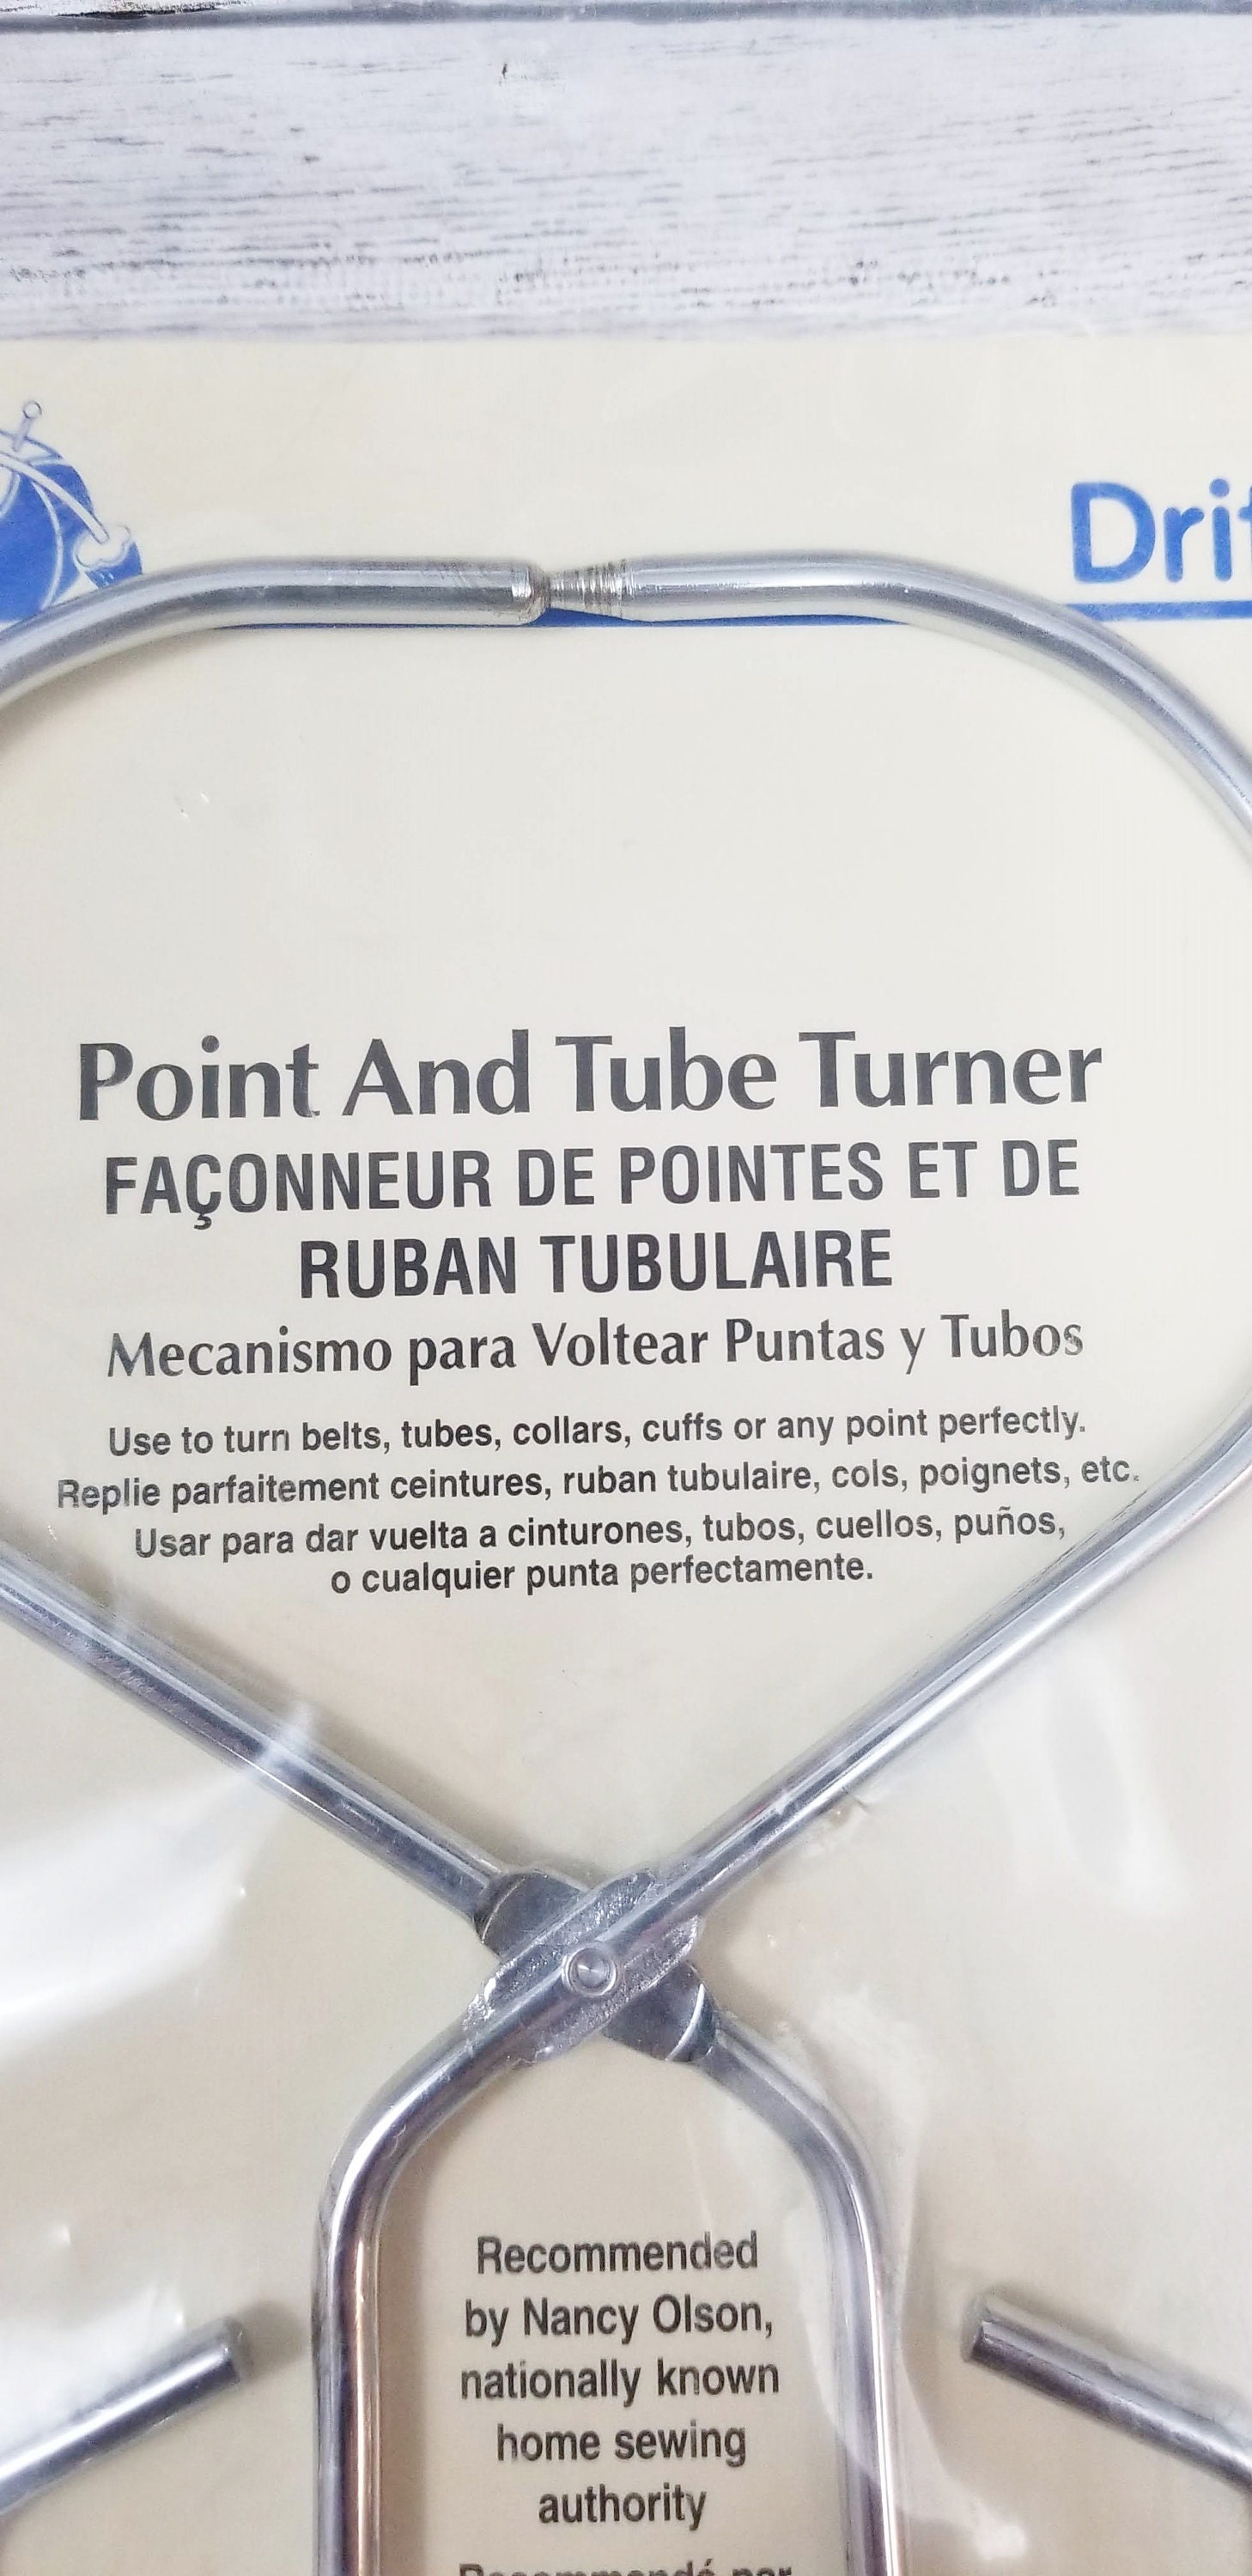 Point And Tube Turner
FAÇONNEUR DE POINTES ET DE
RUBAN TUBULAIRE
Mecanismo para Voltear Puntas y Tubos
Use to turn belts, tubes, collars, cuffs or any point perfectly.
Replie parfaitement ceintures, ruban tubulaire, cols, poignets, etc.
Usar para dar vuelta a cinturones, tubos, cuellos, puños,
o cualquier punta perfectamente.
Recommended
by Nancy Olson,
nationally known
home sewing
authority
Recommandé par